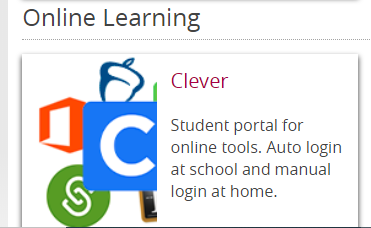 Online Learning
Clever
C
Student portal for
online tools. Auto login
at school and manual
login at home.